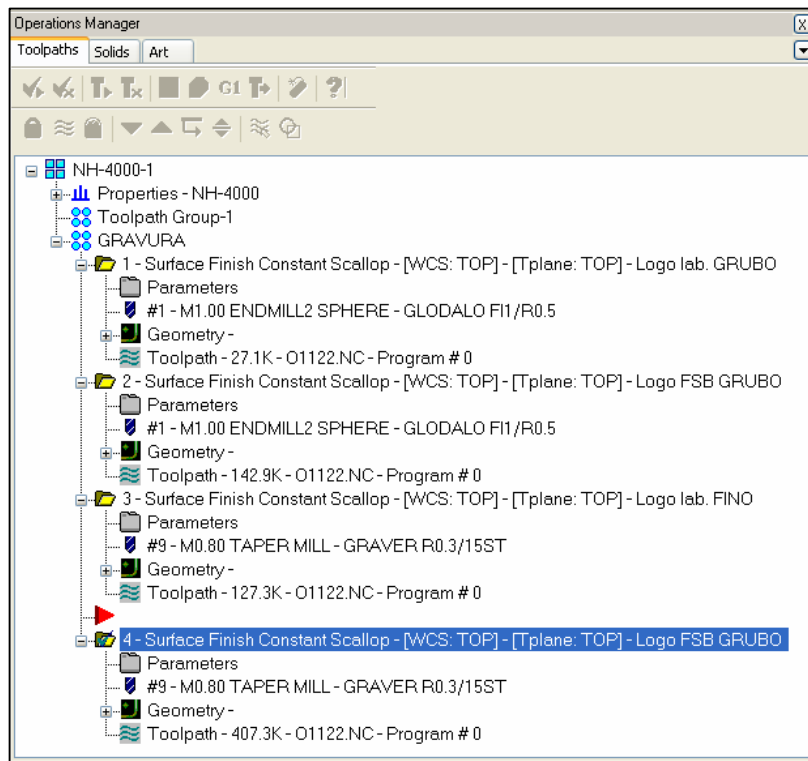 Operations Manager
Toolpaths Solids Art
G1
NH-4000-1
Properties - NH-4000
Toolpath Group-1
GRAVURA
1 - Surface Finish Constant Scallop - [WCS: TOP] - [Tplane: TOP] - Logo lab. GRUBO
Parameters
#1 - M1.00 ENDMILL2 SPHERE - GLODALO FI1/R0.5
Geometry -
Toolpath - 27.1K - O1122.NC - Program # 0
2 - Surface Finish Constant Scallop - [WCS: TOP] - [Tplane: TOP] - Logo FSB GRUBO
Parameters
#1 - M1.00 ENDMILL2 SPHERE - GLODALO FI1/R0.5
Geometry -
Toolpath - 142.9K - O1122.NC - Program # 0
3 - Surface Finish Constant Scallop - [WCS: TOP] - [Tplane: TOP] - Logo lab. FINO
Parameters
#9 - M0.80 TAPER MILL - GRAVER R0.3/15ST
Geometry -
Toolpath - 127.3K - O1122.NC - Program # 0
4 - Surface Finish Constant Scallop - [WCS: TOP] - [Tplane: TOP] - Logo FSB GRUBO
Parameters
#9 - M0.80 TAPER MILL - GRAVER R0.3/15ST
Geometry -
Toolpath - 407.3K - O1122.NC - Program # 0